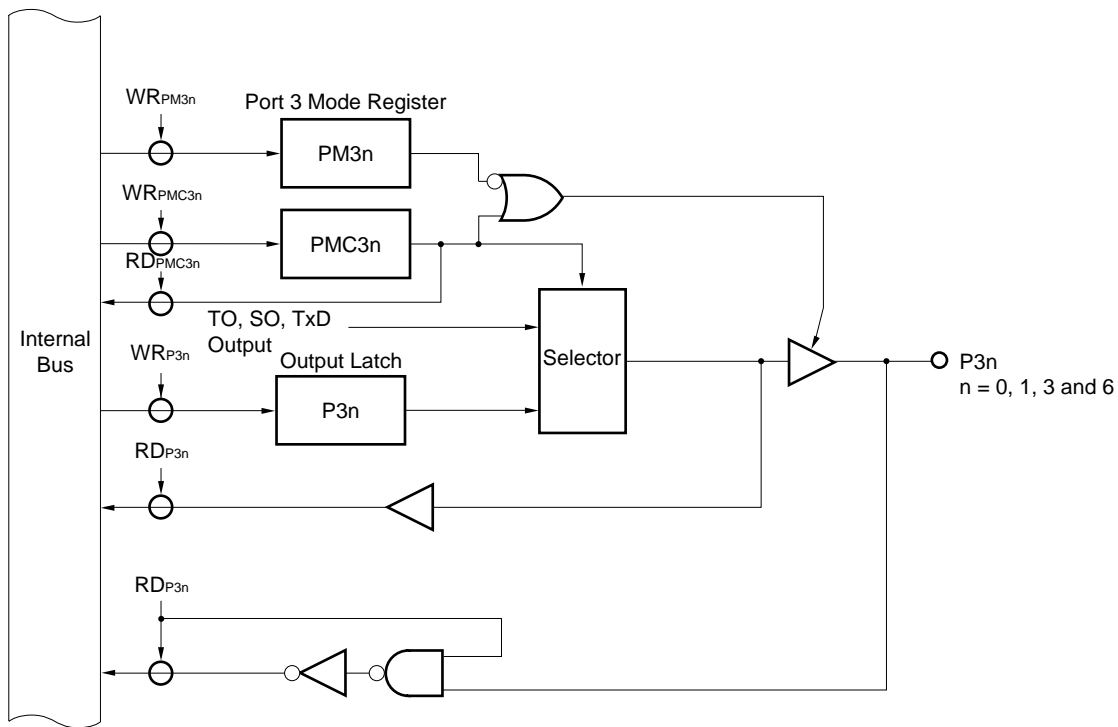 WRPM3n
Port 3 Mode Register
PM3n
WRPMC3n
PMC3n
RDPMC3n
TO, SO, TxD
Output
Internal
Bus
WRP3n
Output Latch
P3n
Selector
P3n
n = 0, 1, 3 and 6
RDP3n
RDP3n